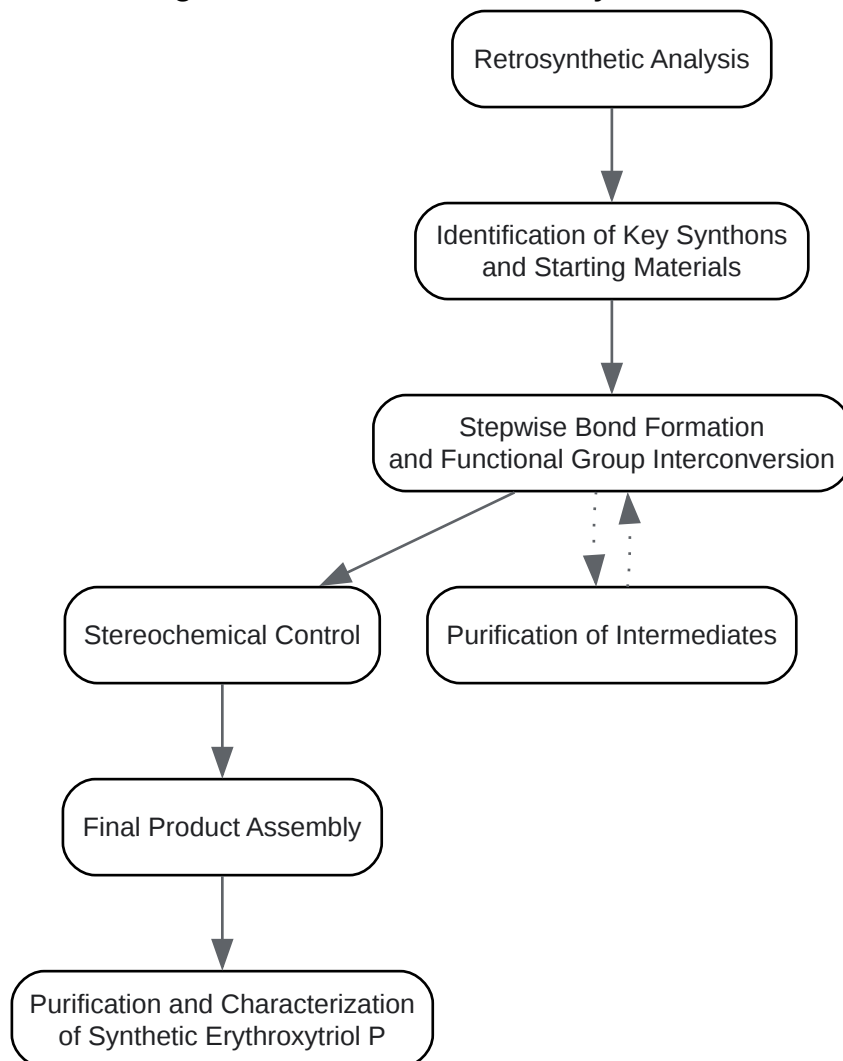 Retrosynthetic Analysis
Identification of Key Synthons
and Starting Materials
Stepwise Bond Formation
and Functional Group Interconversion
Stereochemical Control
Purification of Intermediates
Final Product Assembly
Purification and Characterization
of Synthetic Erythroxytriol P